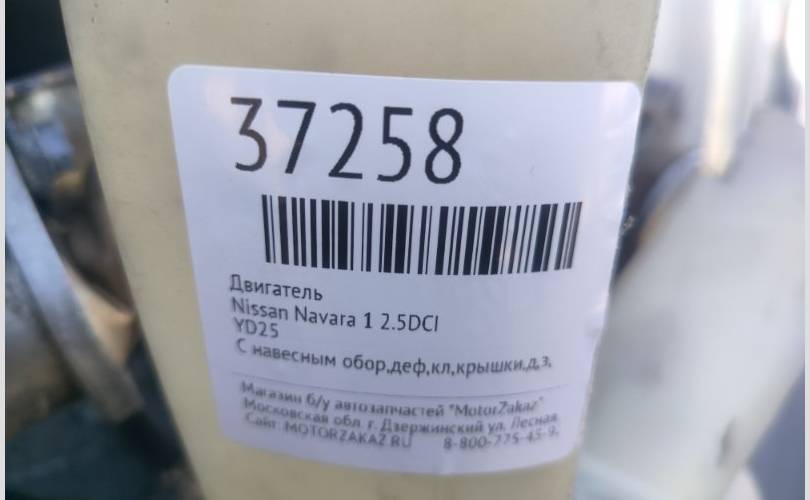 37258
Двигатель
Nissan Navara 1 2.5DCI
YD25
С навесным обор,деф,кл,крышки,д,з,
Магазин б/у автозапчастей "MotorZakaz"
Московская обл. г. Дзержинский ул. Лесная
Сайт: MOTORZAKAZ.RU 8-800-775-45-9,